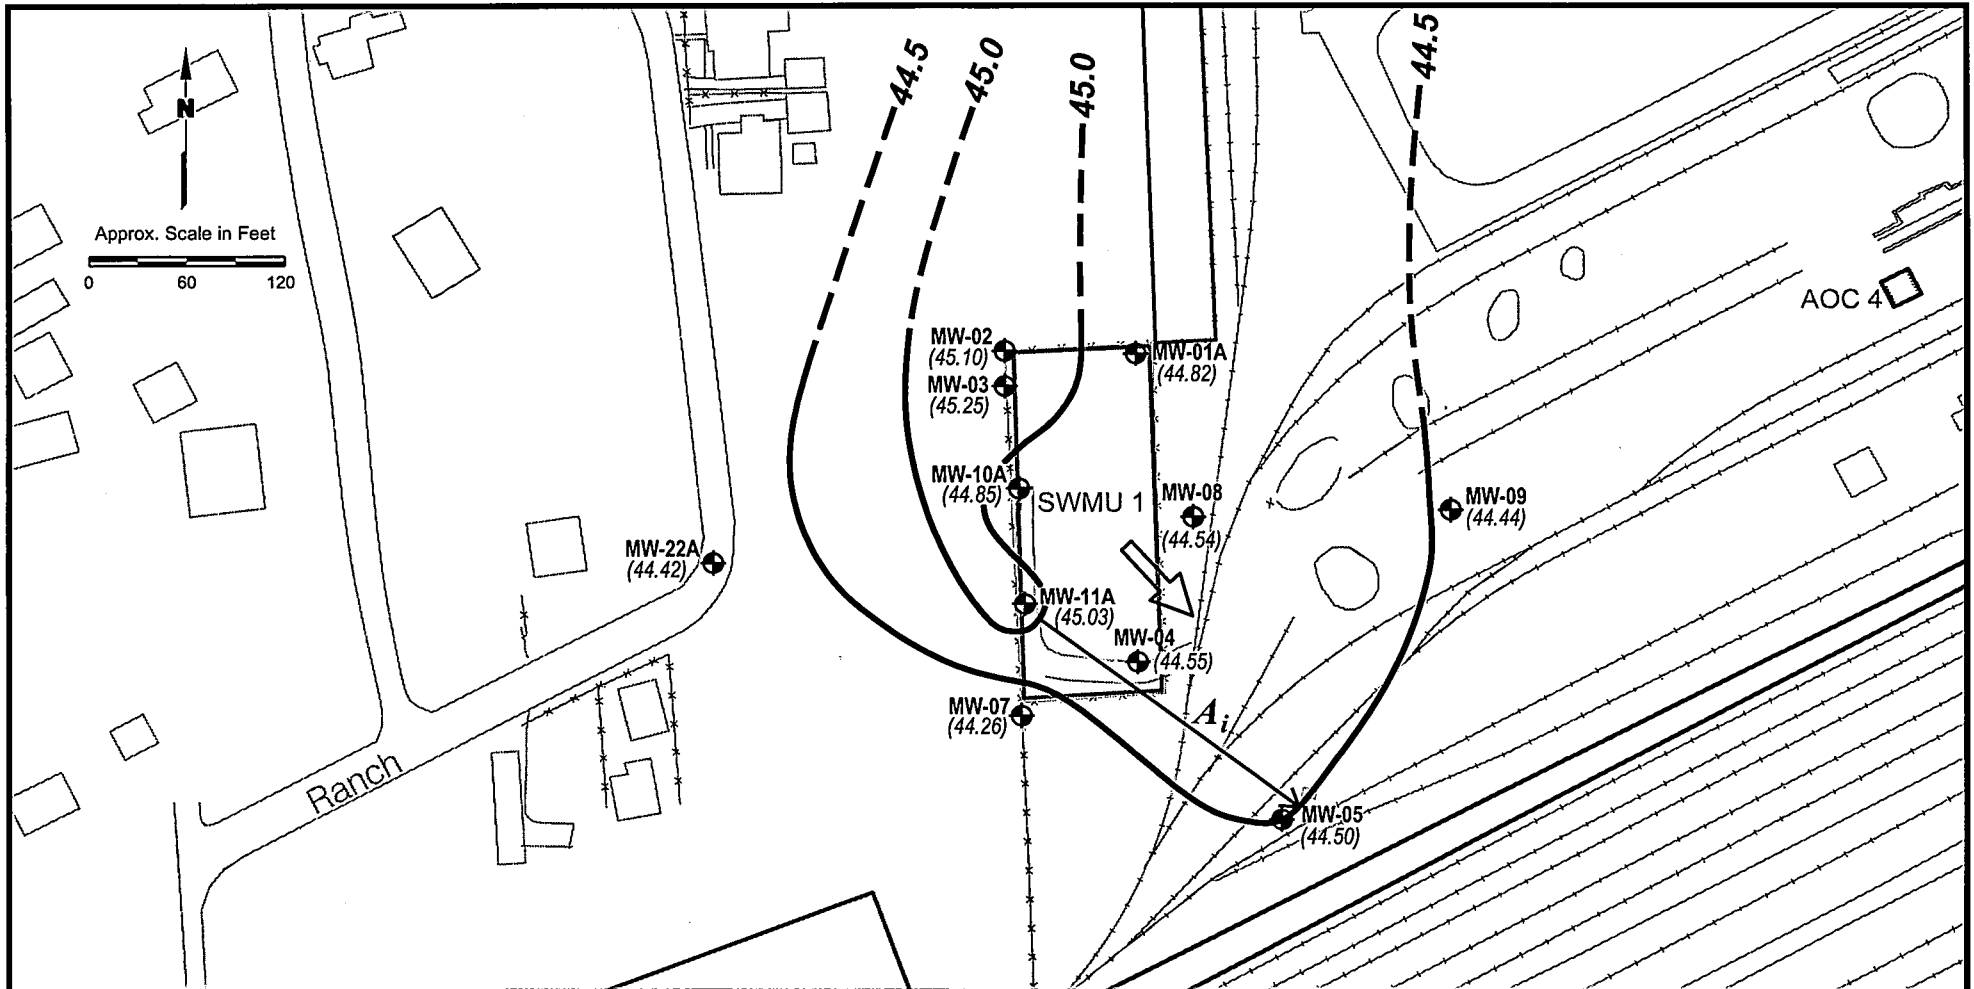 44.5
45.0
45.0
44.5
N
Approx. Scale in Feet
0 60 120
AOC 4
MW-02
(45.10)
MW-01A
(44.82)
MW-03
(45.25)
MW-10A
(44.85)
SWMU 1
MW-08
(44.54)
MW-09
(44.44)
MW-22A
(44.42)
MW-11A
(45.03)
MW-04
(44.55)
MW-07
(44.26)
Ai
Ranch
MW-05
(44.50)